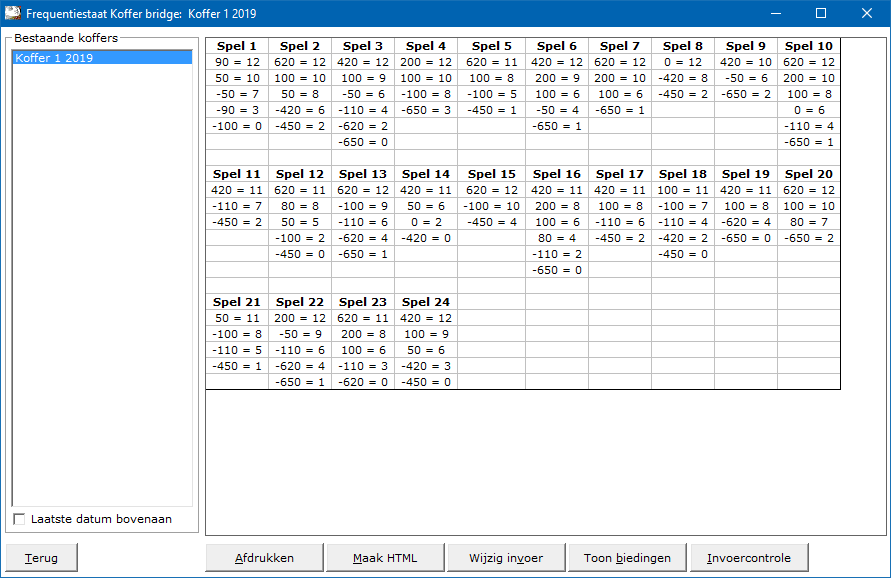 Frequentiestaat Koffer bridge: Koffer 1 2019
Bestaande koffers
Koffer 1 2019
Spel 1 Spel 2 Spel 3 Spel 4 Spel 5 Spel 6 Spel 7 Spel 8 Spel 9 Spel 10
90 = 12 620 = 12 420 = 12 200 = 12 620 = 11 420 = 12 620 = 12 0 = 12 420 = 10 620 = 12
50 = 10 100 = 10 100 = 9 100 = 10 100 = 8 200 = 9 200 = 10 -420 = 8 -50 = 6 200 = 10
-50 = 7 50 = 8 -50 = 6 -100 = 8 -100 = 5 100 = 6 100 = 6 -450 = 2 -650 = 2 100 = 8
-90 = 3 -420 = 6 -110 = 4 -650 = 3 -450 = 1 -50 = 4 -650 = 1 0 = 6
-100 = 0 -450 = 2 -620 = 2 -650 = 1 -110 = 4
-650 = 0 -650 = 1
Spel 11 Spel 12 Spel 13 Spel 14 Spel 15 Spel 16 Spel 17 Spel 18 Spel 19 Spel 20
420 = 11 620 = 11 620 = 12 420 = 11 620 = 12 420 = 11 420 = 11 100 = 11 420 = 11 620 = 12
-110 = 7 80 = 8 -100 = 9 50 = 6 -100 = 10 200 = 8 100 = 8 -100 = 7 100 = 8 100 = 10
-450 = 2 50 = 5 -110 = 6 0 = 2 -450 = 4 100 = 6 -110 = 6 -110 = 4 -620 = 4 80 = 7
-100 = 2 -620 = 4 -420 = 0 80 = 4 -450 = 2 -420 = 2 -650 = 0 -650 = 2
-450 = 0 -650 = 1 -110 = 2 -450 = 0
-650 = 0
Spel 21 Spel 22 Spel 23 Spel 24
50 = 11 200 = 12 620 = 11 420 = 12
-100 = 8 -50 = 9 200 = 8 100 = 9
-110 = 5 -110 = 6 100 = 6 50 = 6
-450 = 1 -620 = 4 -110 = 3 -420 = 3
-650 = 1 -620 = 0 -450 = 0
Laatste datum bovenaan
Terug Afdrukken Maak HTML Wijzig invoer Toon biedingen Invoercontrole